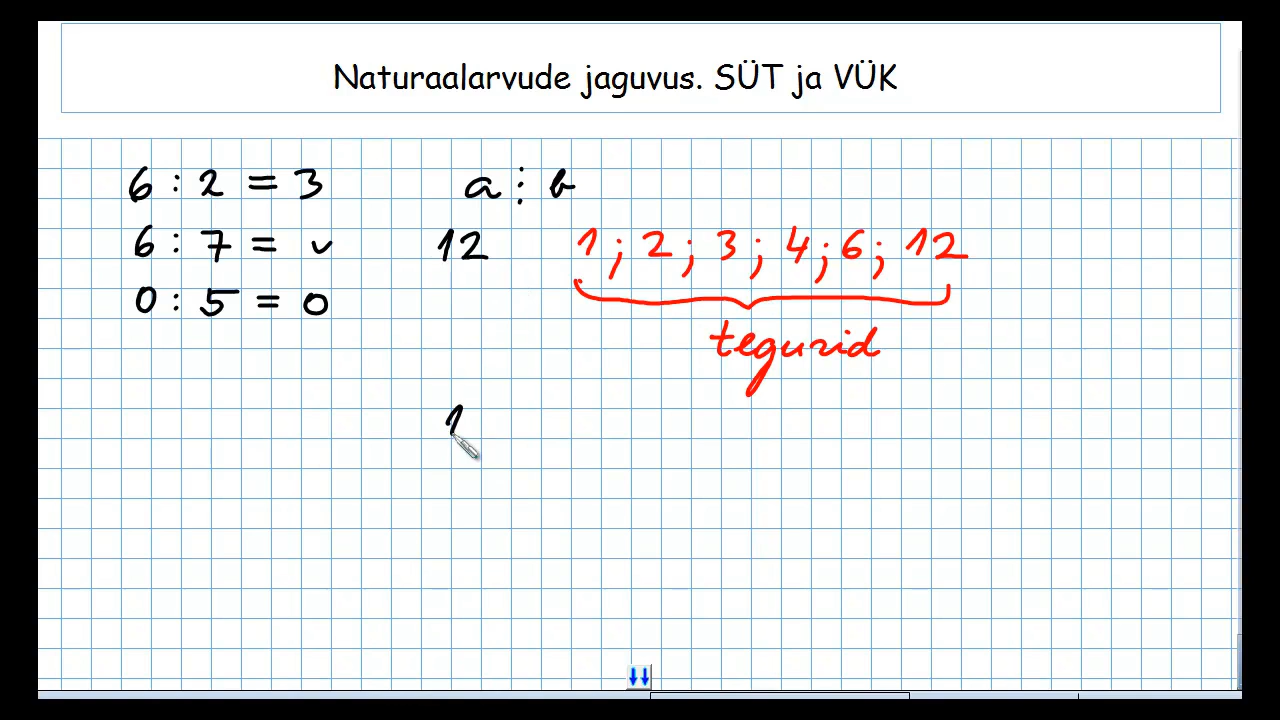 Naturaalarvude jaguvus. SÜT ja VÜK
6 : 2 = 3 a ⋮ b
6 : 7 = v 12 1; 2; 3; 4; 6; 12
0 : 5 = 0
tegurid
1